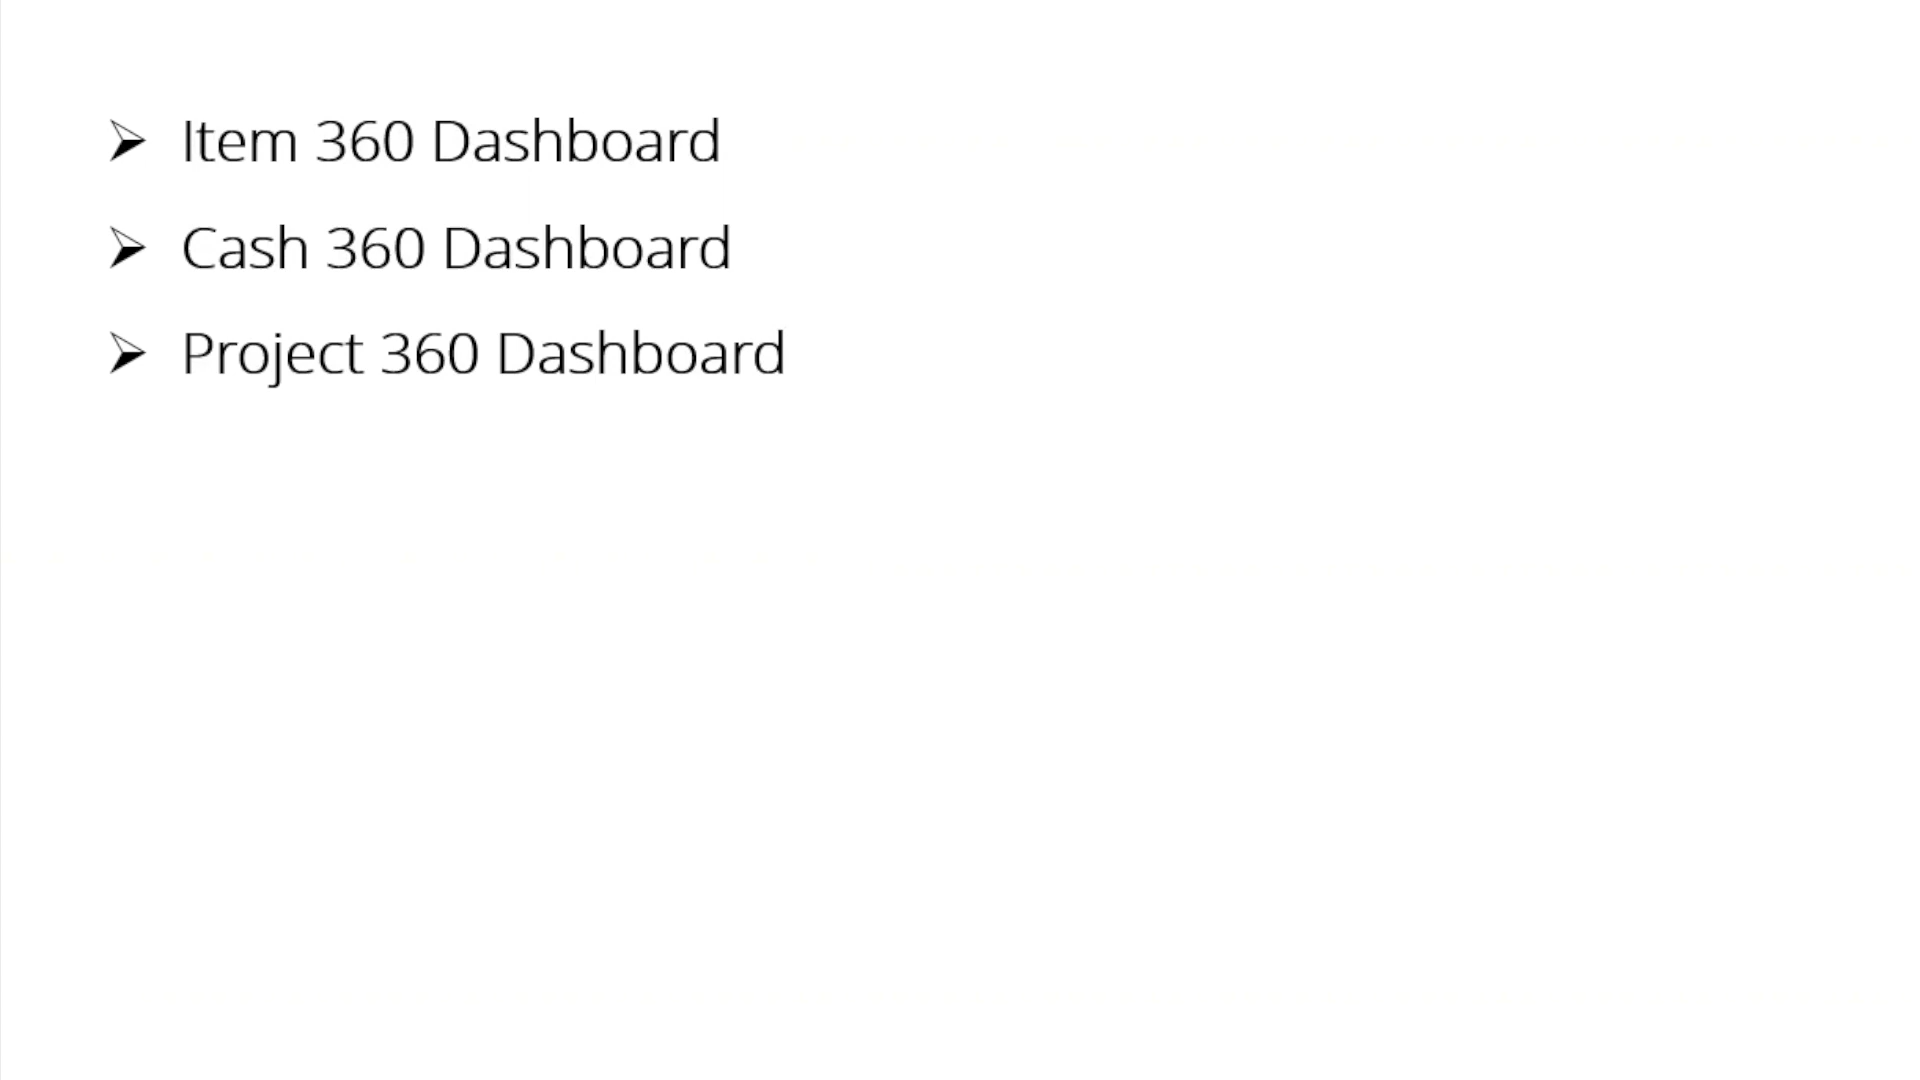 ➢ Item 360 Dashboard
➢ Cash 360 Dashboard
➢ Project 360 Dashboard